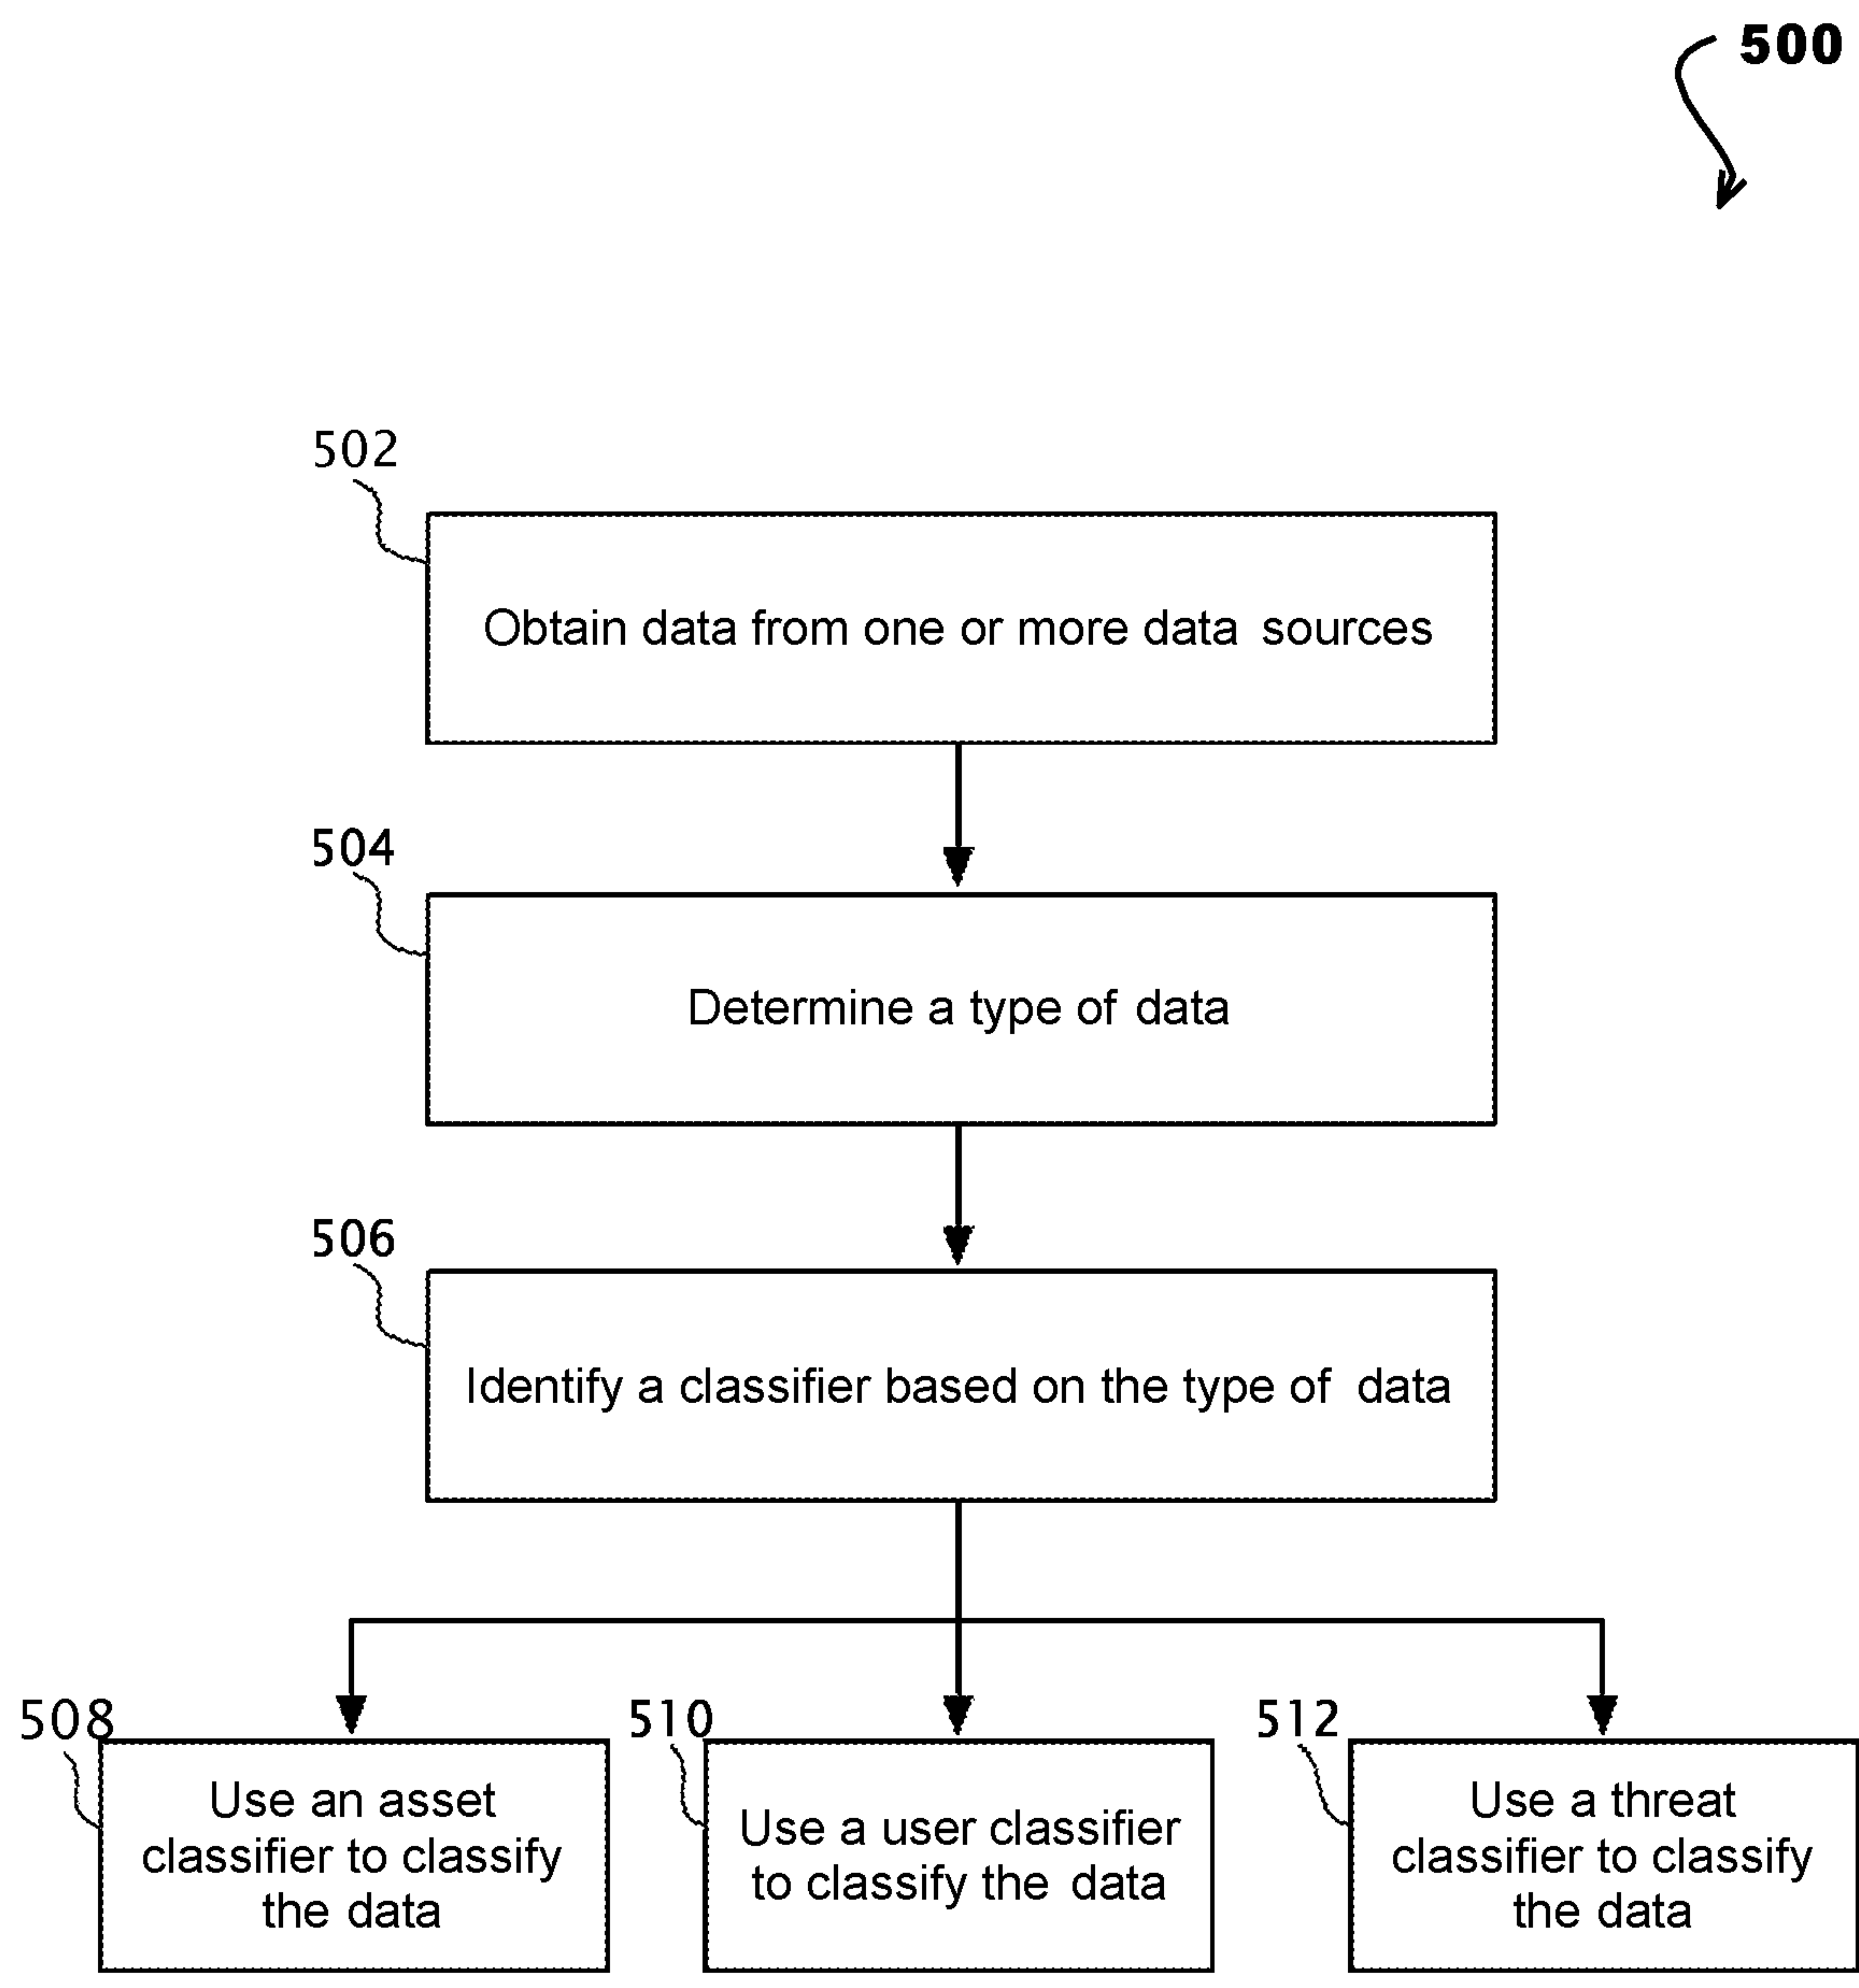 500
502
Obtain data from one or more data sources
504
Determine a type of data
506
Identify a classifier based on the type of data
508
Use an asset
classifier to classify
the data
510
Use a user classifier
to classify the data
512
Use a threat
classifier to classify
the data